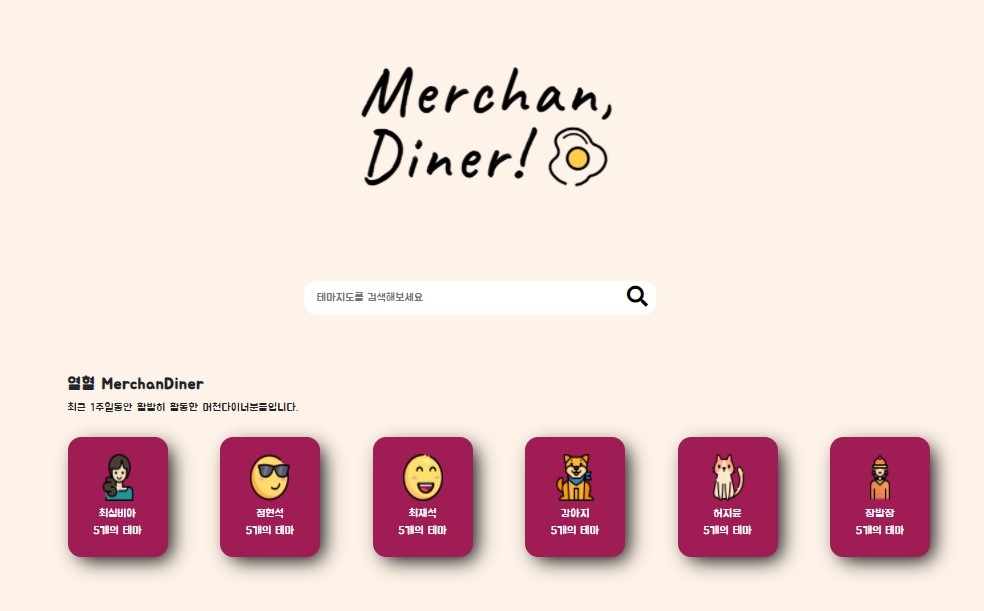 Merchan,
Diner!
테마지도를 검색해보세요
열혈 MerchanDiner
최근 1주일동안 활발히 활동한 머천다이너분들입니다.
최실비아
5개의 테마
정현석
5개의 테마
최재석
5개의 테마
강아지
5개의 테마
허지윤
5개의 테마
장발장
5개의 테마